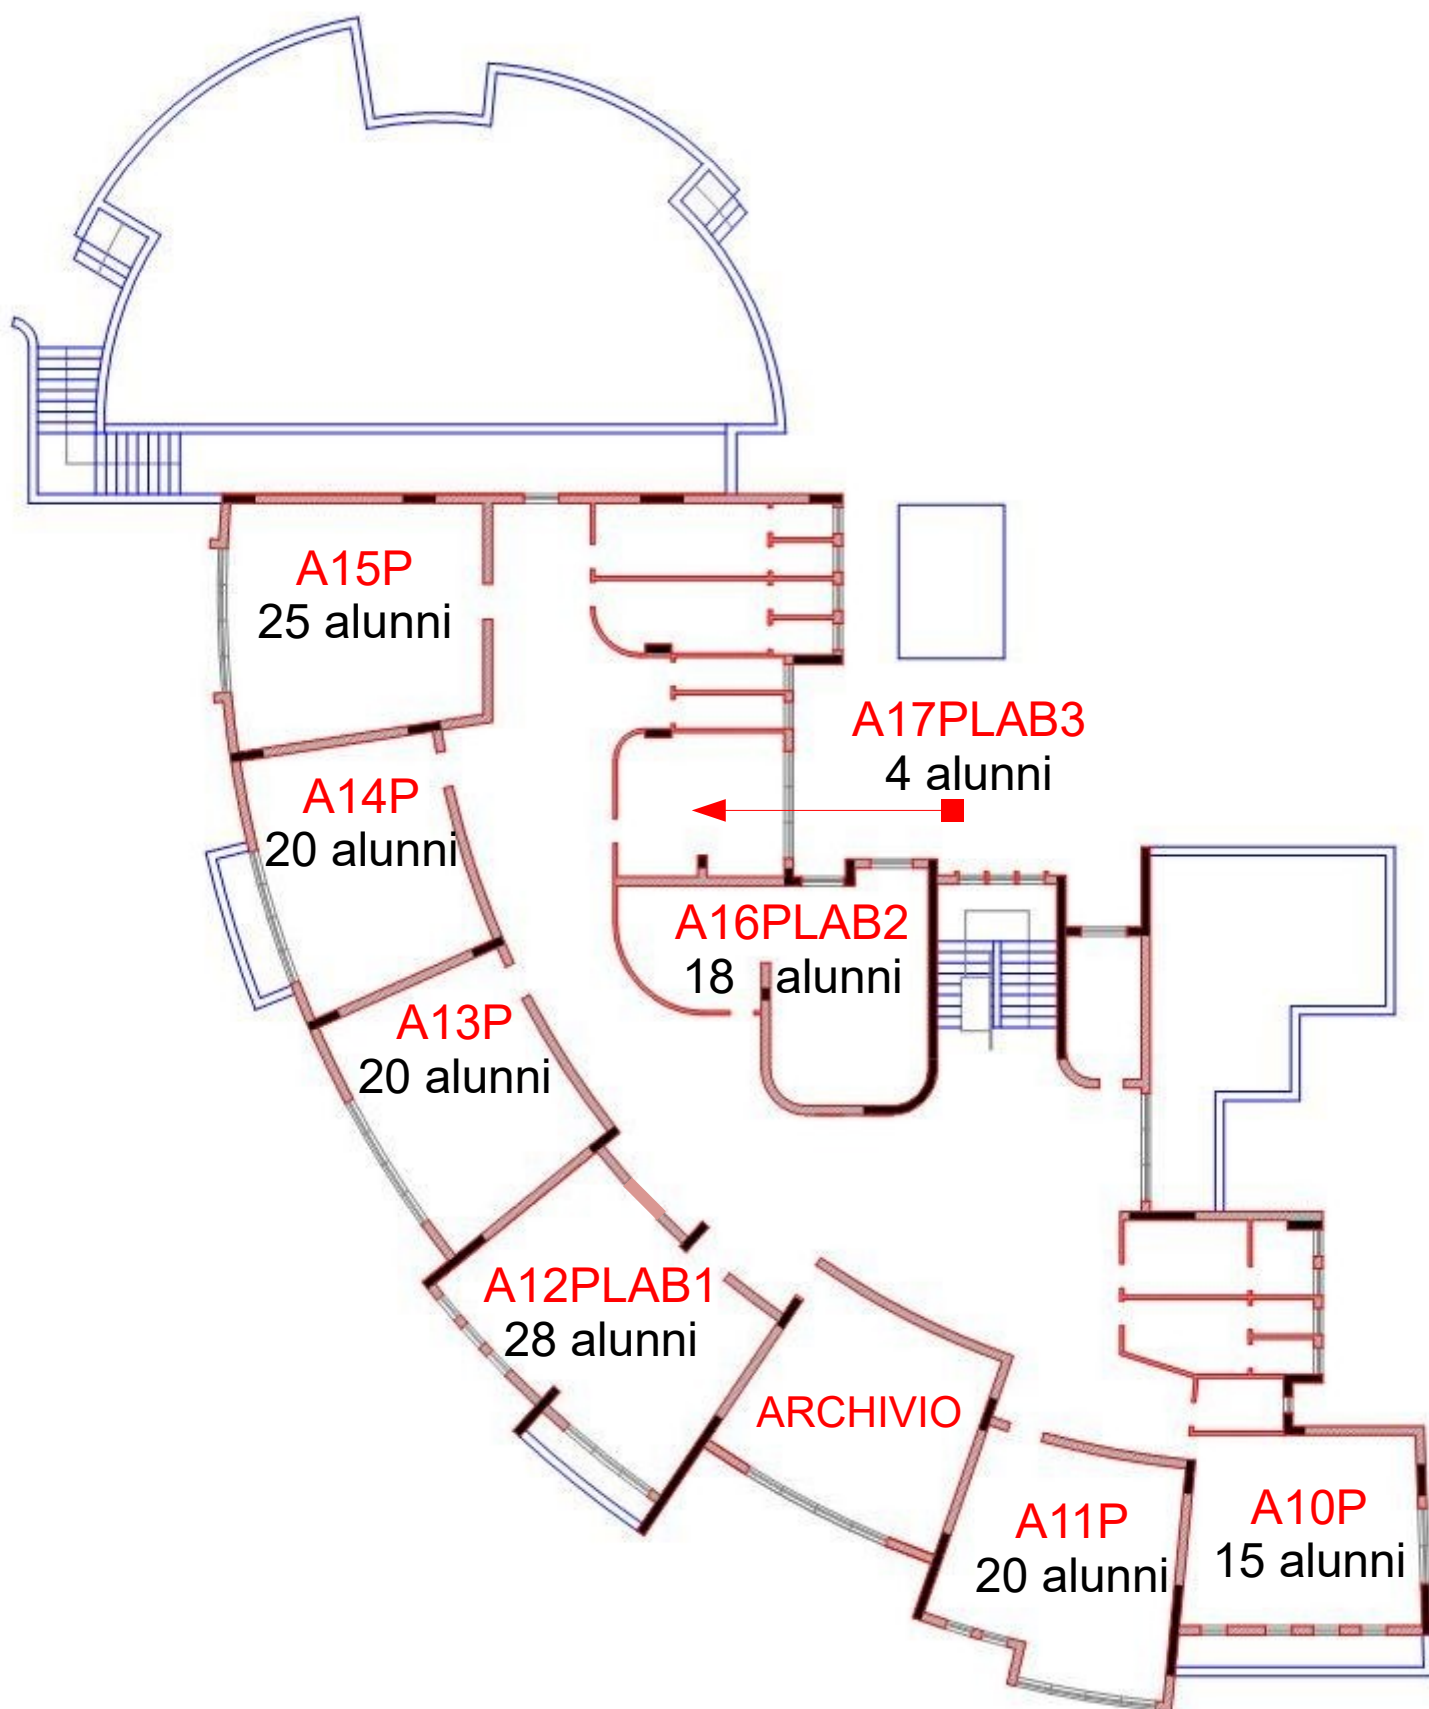 A15P
25 alunni
A17PLAB3
4 alunni
A14P
20 alunni
A16PLAB2
18 alunni
A13P
20 alunni
A12PLAB1
28 alunni
ARCHIVIO
A11P
20 alunni
A10P
15 alunni